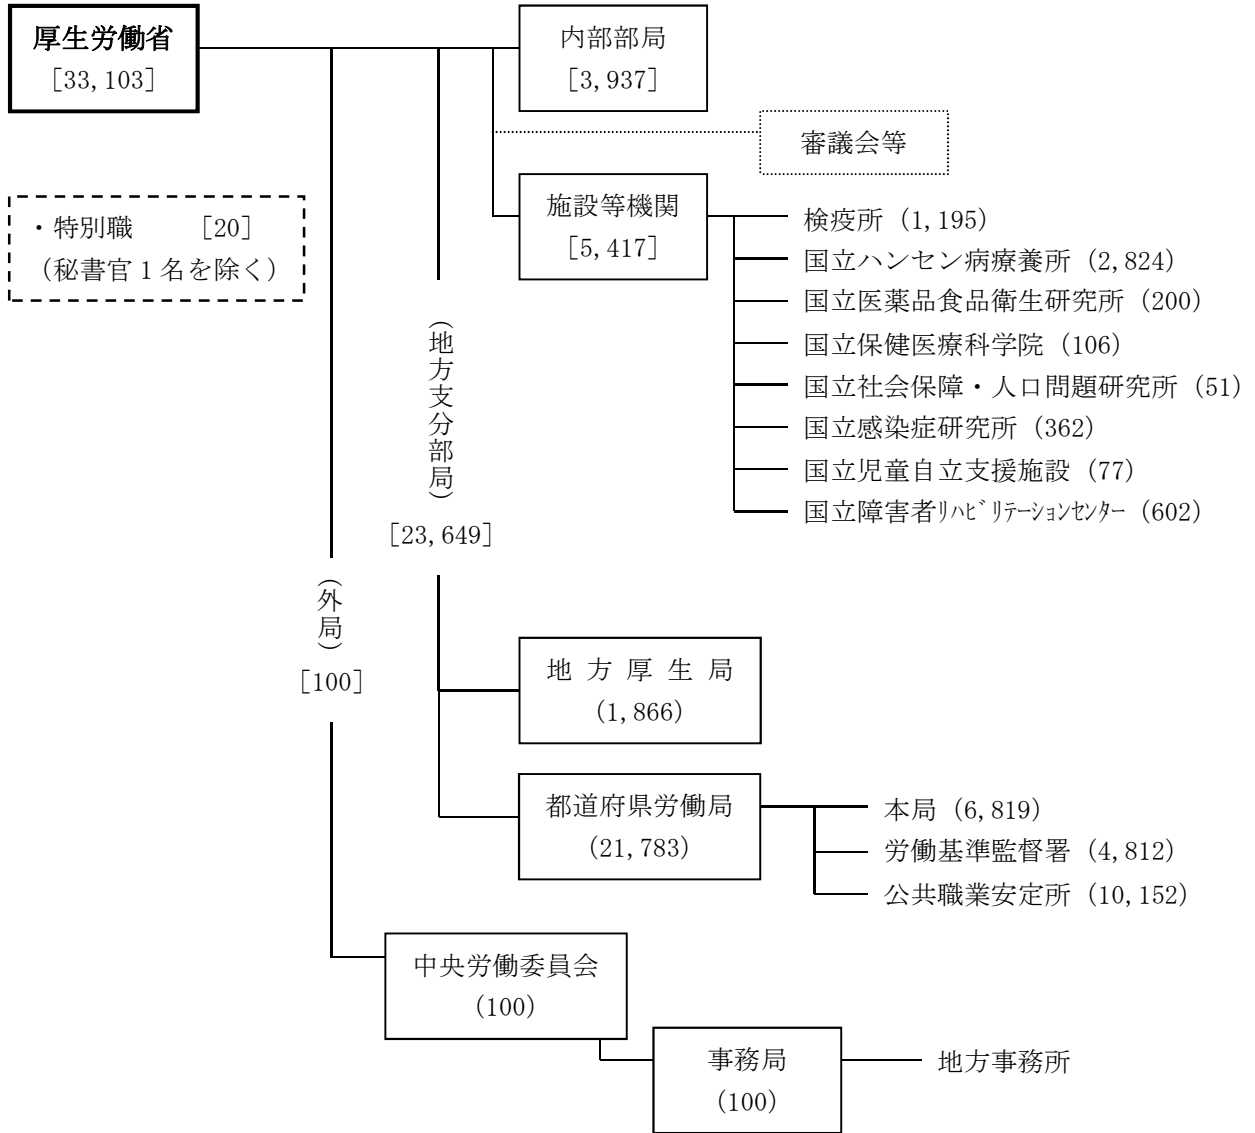 厚生労働省
[33,103]
・特別職 [20]
（秘書官1名を除く）
内部部局
[3,937]
審議会等
施設等機関
[5,417]
検疫所（1,195）
国立ハンセン病療養所（2,824）
国立医薬品食品衛生研究所（200）
国立保健医療科学院（106）
国立社会保障・人口問題研究所（51）
国立感染症研究所（362）
国立児童自立支援施設（77）
国立障害者ﾘﾊﾋﾞﾘﾃｰｼｮﾝｾﾝﾀｰ（602）
（地方支分部局）
[23,649]
（外局）
[100]
地方厚生局
（1,866）
都道府県労働局
（21,783）
本局（6,819）
労働基準監督署（4,812）
公共職業安定所（10,152）
中央労働委員会
（100）
事務局
（100）
地方事務所